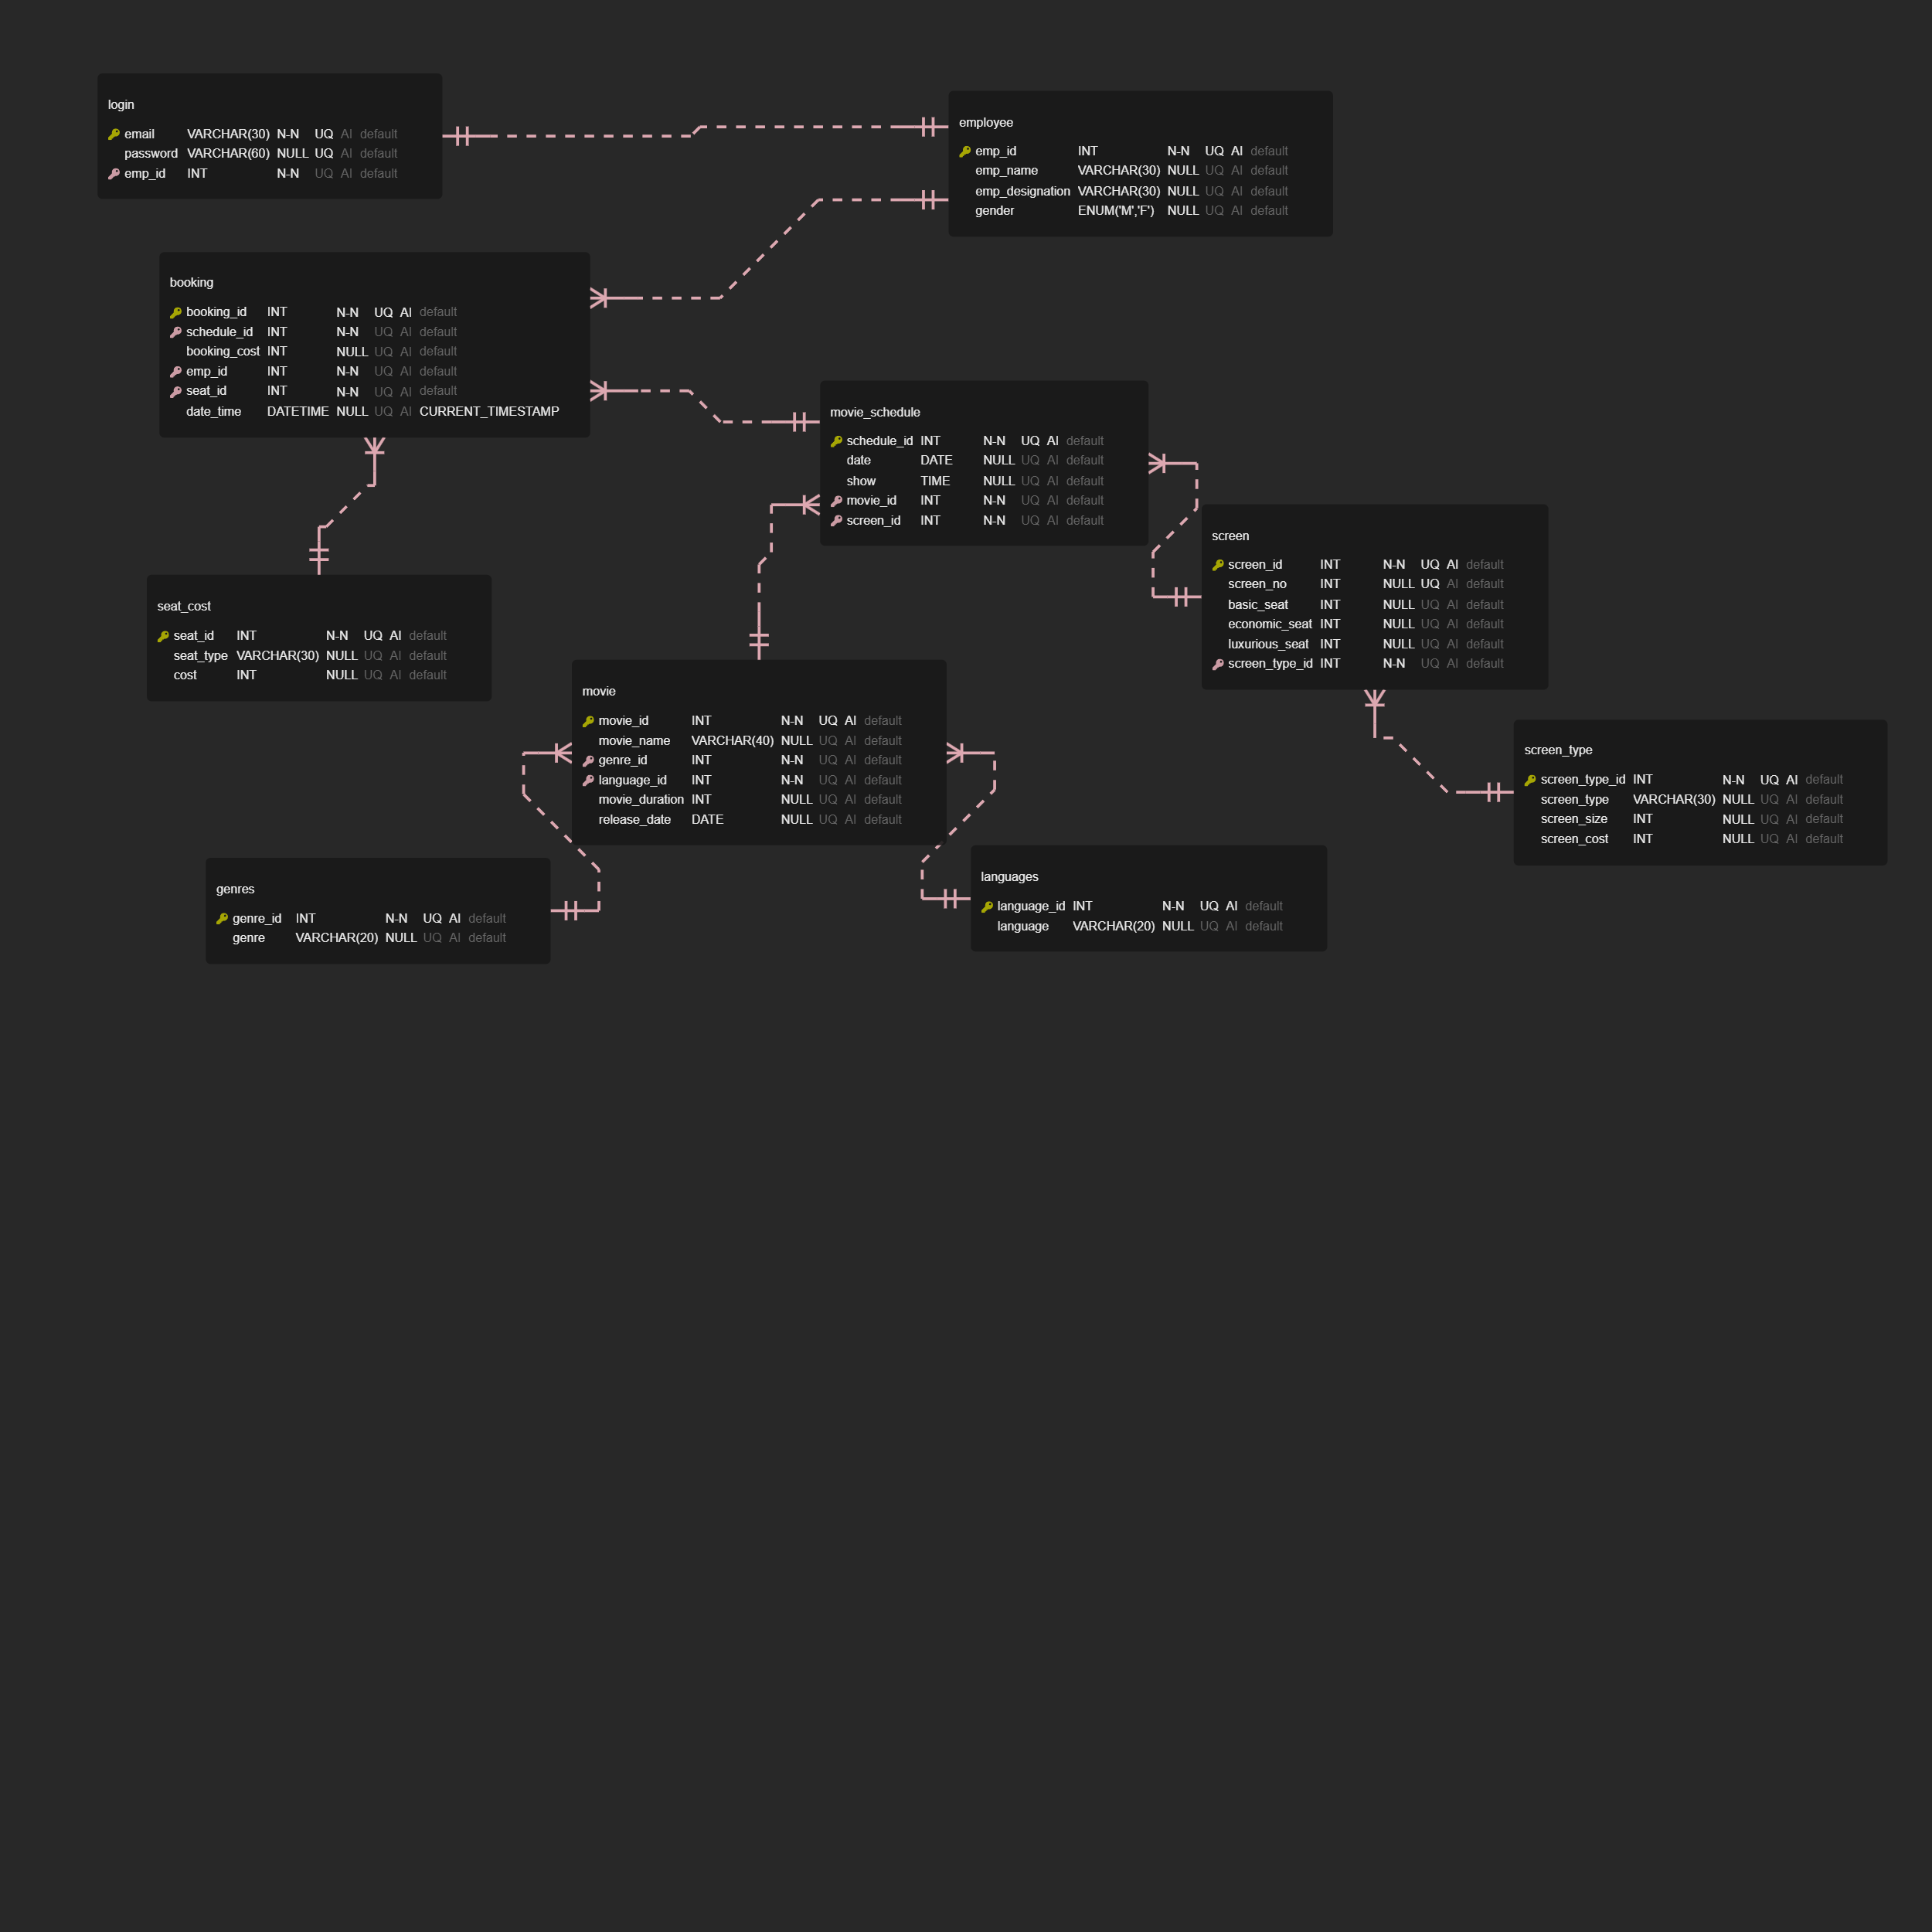 login
email VARCHAR(30) N-N UQ AI default
password VARCHAR(60) NULL UQ AI default
emp_id INT N-N UQ AI default
employee
emp_id INT N-N UQ AI default
emp_name VARCHAR(30) NULL UQ AI default
emp_designation VARCHAR(30) NULL UQ AI default
gender ENUM('M','F') NULL UQ AI default
booking
booking_id INT N-N UQ AI default
schedule_id INT N-N UQ AI default
booking_cost INT NULL UQ AI default
emp_id INT N-N UQ AI default
seat_id INT N-N UQ AI default
date_time DATETIME NULL UQ AI CURRENT_TIMESTAMP
movie_schedule
schedule_id INT N-N UQ AI default
date DATE NULL UQ AI default
show TIME NULL UQ AI default
movie_id INT N-N UQ AI default
screen_id INT N-N UQ AI default
screen
screen_id INT N-N UQ AI default
screen_no INT NULL UQ AI default
basic_seat INT NULL UQ AI default
economic_seat INT NULL UQ AI default
luxurious_seat INT NULL UQ AI default
screen_type_id INT N-N UQ AI default
seat_cost
seat_id INT N-N UQ AI default
seat_type VARCHAR(30) NULL UQ AI default
cost INT NULL UQ AI default
movie
movie_id INT N-N UQ AI default
movie_name VARCHAR(40) NULL UQ AI default
genre_id INT N-N UQ AI default
language_id INT N-N UQ AI default
movie_duration INT NULL UQ AI default
release_date DATE NULL UQ AI default
screen_type
screen_type_id INT N-N UQ AI default
screen_type VARCHAR(30) NULL UQ AI default
screen_size INT NULL UQ AI default
screen_cost INT NULL UQ AI default
genres
genre_id INT N-N UQ AI default
genre VARCHAR(20) NULL UQ AI default
languages
language_id INT N-N UQ AI default
language VARCHAR(20) NULL UQ AI default